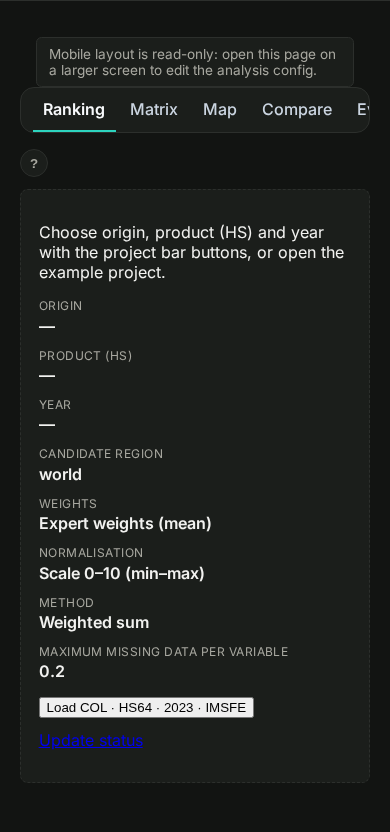 Mobile layout is read-only: open this page on
a larger screen to edit the analysis config.
Ranking Matrix Map Compare
?
Choose origin, product (HS) and year
with the project bar buttons, or open the
example project.
ORIGIN
—
PRODUCT (HS)
—
YEAR
—
CANDIDATE REGION
world
WEIGHTS
Expert weights (mean)
NORMALISATION
Scale 0–10 (min–max)
METHOD
Weighted sum
MAXIMUM MISSING DATA PER VARIABLE
0.2
Load COL · HS64 · 2023 · IMSFE
Update status